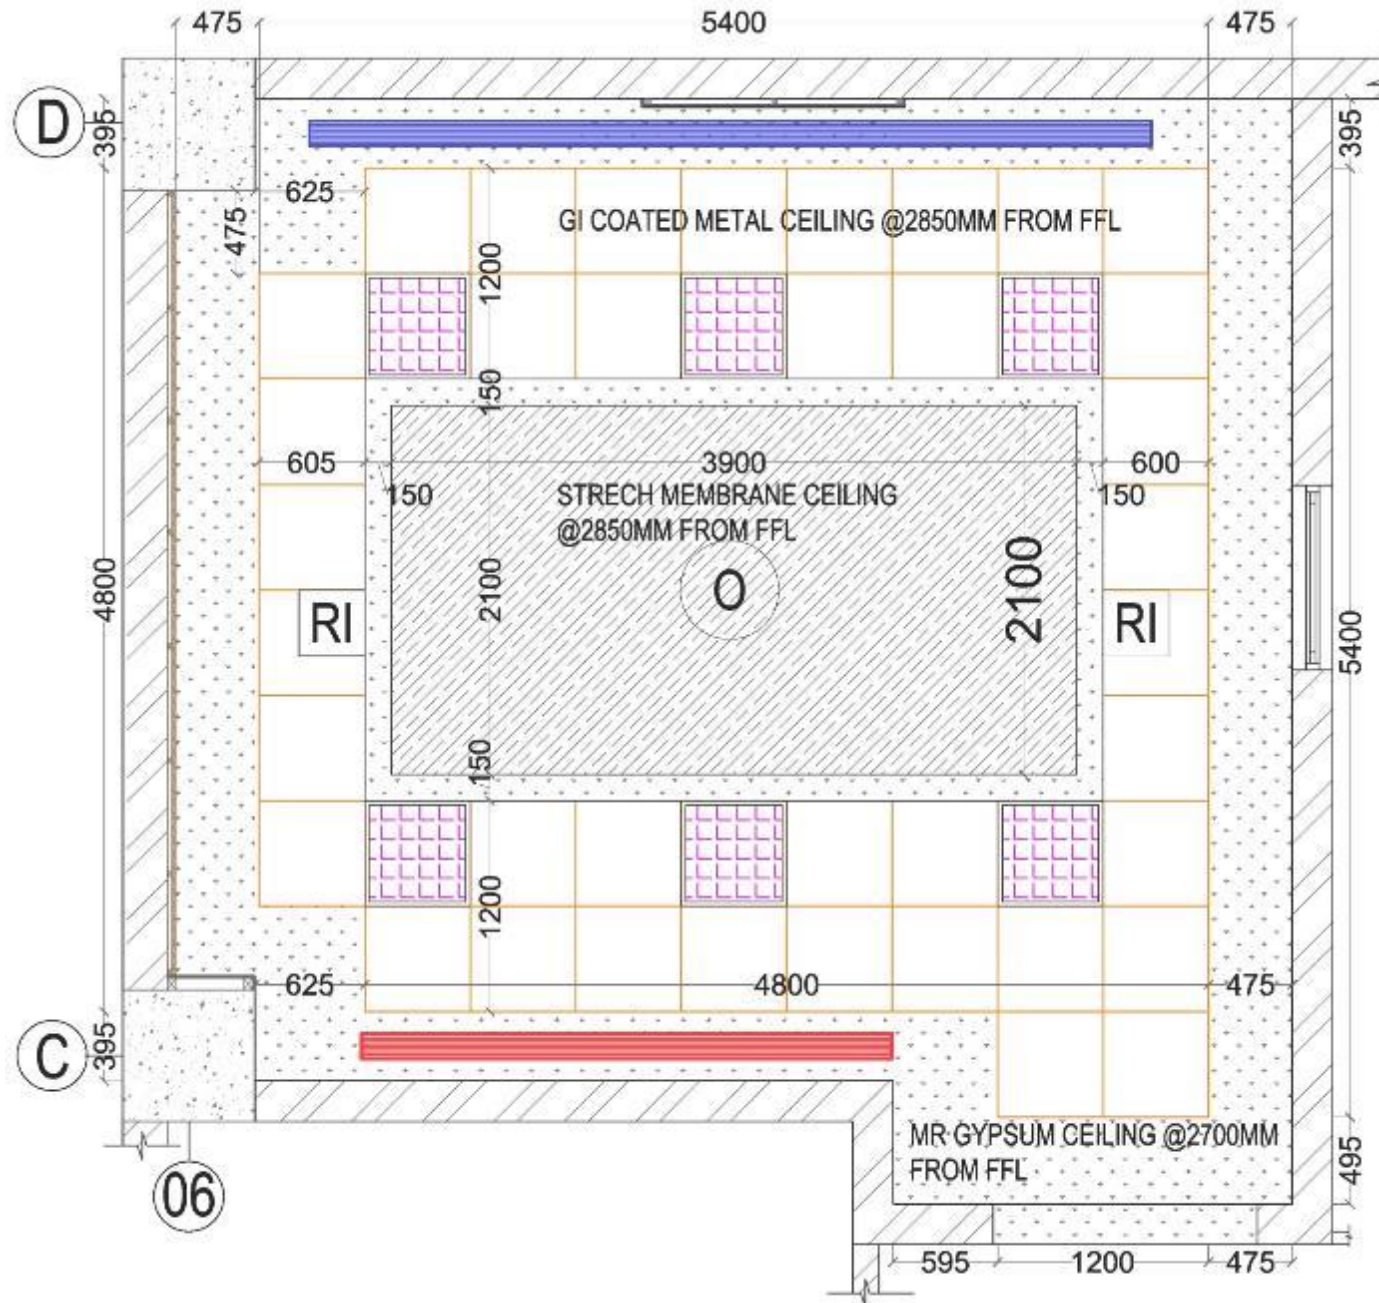 475
5400
475
D
395
395
625
475
GI COATED METAL CEILING @2850MM FROM FFL
1200
150
605
3900
600
150
150
STRECH MEMBRANE CEILING
@2850MM FROM FFL
4800
2100
O
2100
RI
RI
5400
150
1200
625
4800
475
C
395
MR GYPSUM CEILING @2700MM
FROM FFL
495
06
595
1200
475